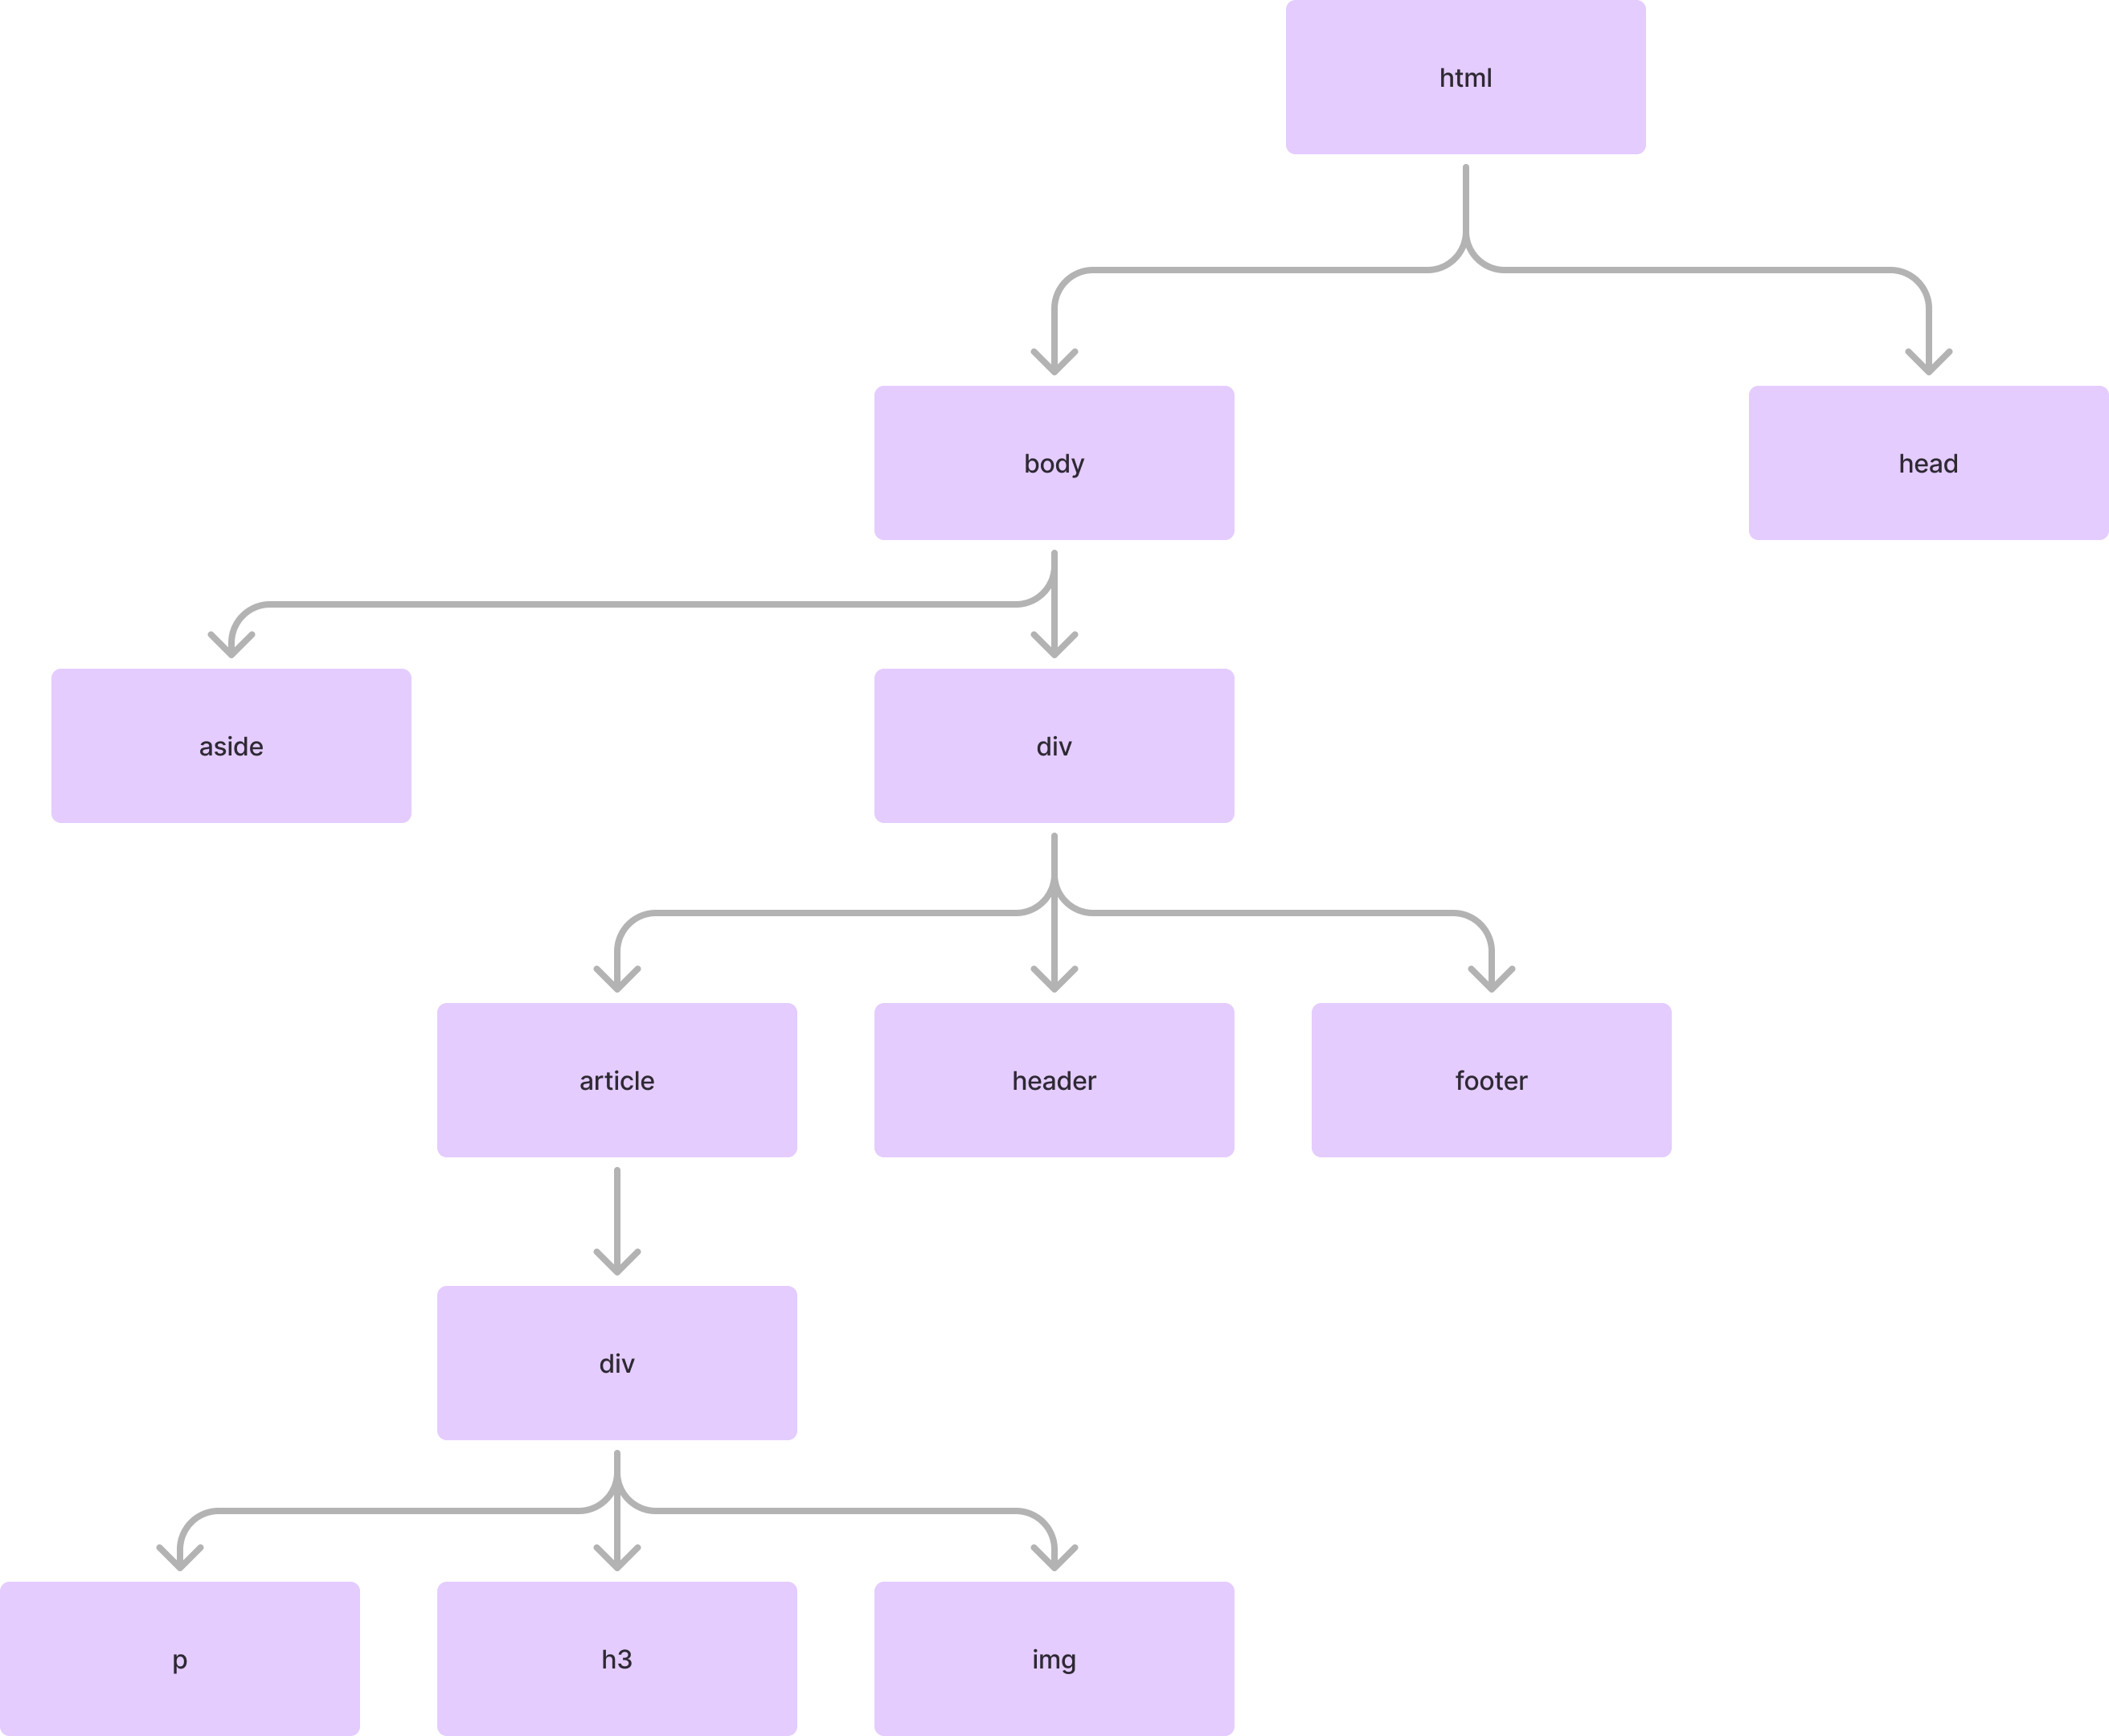 html
body
head
aside
div
article
header
footer
div
p
h3
img